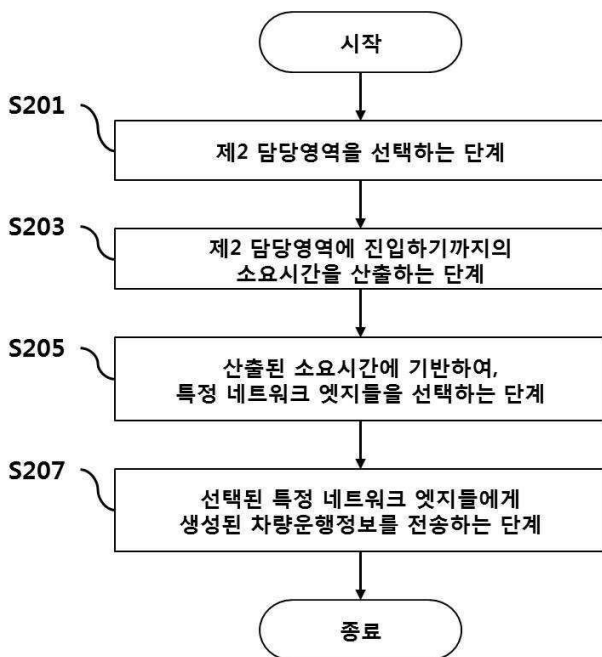 시작
S201
제2 담당영역을 선택하는 단계
S203
제2 담당영역에 진입하기까지의
소요시간을 산출하는 단계
S205
산출된 소요시간에 기반하여,
특정 네트워크 엣지들을 선택하는 단계
S207
선택된 특정 네트워크 엣지들에게
생성된 차량운행정보를 전송하는 단계
종료